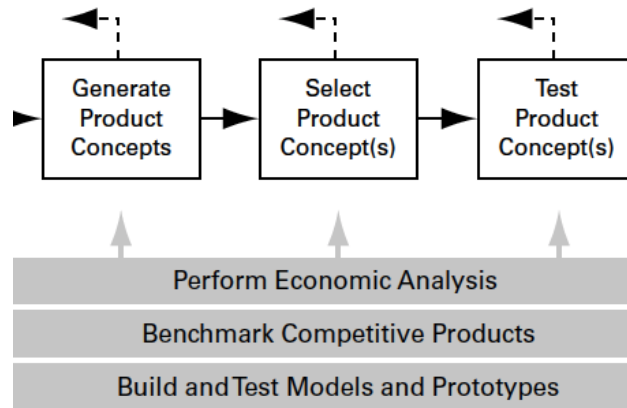 Generate
Product
Concepts
Select
Product
Concept(s)
Test
Product
Concept(s)
Perform Economic Analysis
Benchmark Competitive Products
Build and Test Models and Prototypes